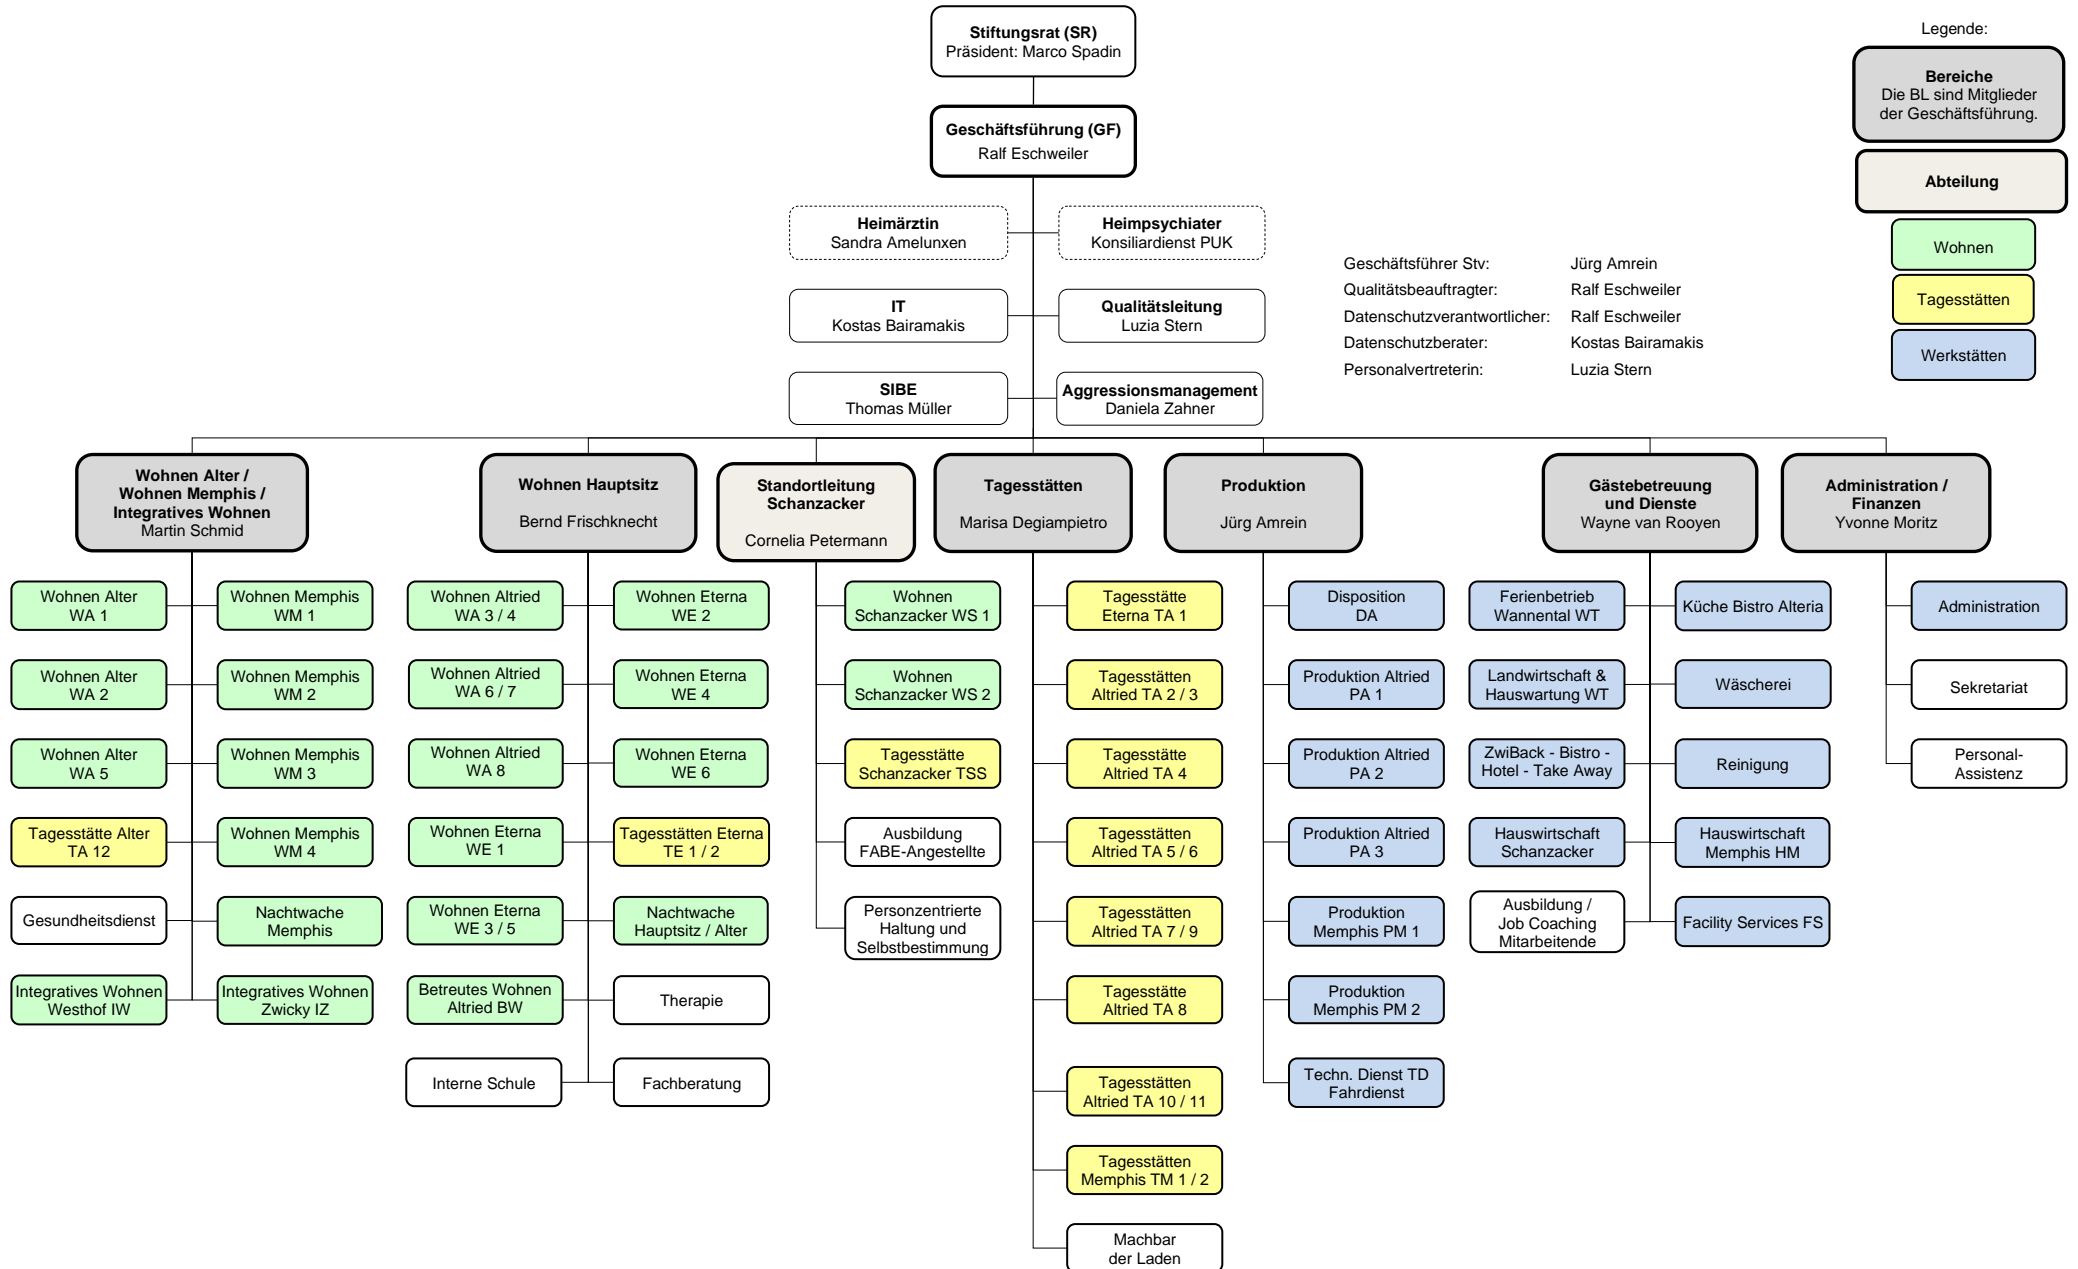 Stiftungsrat (SR)
Präsident: Marco Spadin
Geschäftsführung (GF)
Ralf Eschweiler
Heimärztin
Sandra Amelunxen
Heimpsychiater
Konsiliardienst PUK
IT
Kostas Bairamakis
Qualitätsleitung
Luzia Stern
SIBE
Thomas Müller
Aggressionsmanagement
Daniela Zahner
Geschäftsführer Stv: Jürg Amrein
Qualitätsbeauftragter: Ralf Eschweiler
Datenschutzverantwortlicher: Ralf Eschweiler
Datenschutzberater: Kostas Bairamakis
Personalvertreterin: Luzia Stern
Legende:
Bereiche
Die BL sind Mitglieder
der Geschäftsführung.
Abteilung
Wohnen
Tagesstätten
Werkstätten
Wohnen Alter /
Wohnen Memphis /
Integratives Wohnen
Martin Schmid
Wohnen Alter
WA 1
Wohnen Memphis
WM 1
Wohnen Alter
WA 2
Wohnen Memphis
WM 2
Wohnen Alter
WA 5
Wohnen Memphis
WM 3
Tagesstätte Alter
TA 12
Wohnen Memphis
WM 4
Gesundheitsdienst
Nachtwache
Memphis
Integratives Wohnen
Westhof IW
Integratives Wohnen
Zwicky IZ
Wohnen Hauptsitz
Bernd Frischknecht
Wohnen Altried
WA 3 / 4
Wohnen Eterna
WE 2
Wohnen Altried
WA 6 / 7
Wohnen Eterna
WE 4
Wohnen Altried
WA 8
Wohnen Eterna
WE 6
Wohnen Eterna
WE 1
Tagesstätten Eterna
TE 1 / 2
Wohnen Eterna
WE 3 / 5
Nachtwache
Hauptsitz / Alter
Betreutes Wohnen
Altried BW
Therapie
Interne Schule
Fachberatung
Standortleitung
Schanzacker
Cornelia Petermann
Wohnen
Schanzacker WS 1
Wohnen
Schanzacker WS 2
Tagesstätte
Schanzacker TSS
Ausbildung
FABE-Angestellte
Personzentrierte
Haltung und
Selbstbestimmung
Tagesstätten
Marisa Degiampietro
Tagesstätte
Eterna TA 1
Tagesstätten
Altried TA 2 / 3
Tagesstätte
Altried TA 4
Tagesstätten
Altried TA 5 / 6
Tagesstätten
Altried TA 7 / 9
Tagesstätte
Altried TA 8
Tagesstätten
Altried TA 10 / 11
Tagesstätten
Memphis TM 1 / 2
Machbar
der Laden
Produktion
Jürg Amrein
Disposition
DA
Produktion Altried
PA 1
Produktion Altried
PA 2
Produktion Altried
PA 3
Produktion
Memphis PM 1
Produktion
Memphis PM 2
Techn. Dienst TD
Fahrdienst
Gästebetreuung
und Dienste
Wayne van Rooyen
Ferienbetrieb
Wannental WT
Küche Bistro Alteria
Landwirtschaft &
Hauswartung WT
Wäscherei
ZwiBack - Bistro -
Hotel - Take Away
Reinigung
Hauswirtschaft
Schanzacker
Hauswirtschaft
Memphis HM
Ausbildung /
Job Coaching
Mitarbeitende
Facility Services FS
Administration /
Finanzen
Yvonne Moritz
Administration
Sekretariat
Personal-
Assistenz